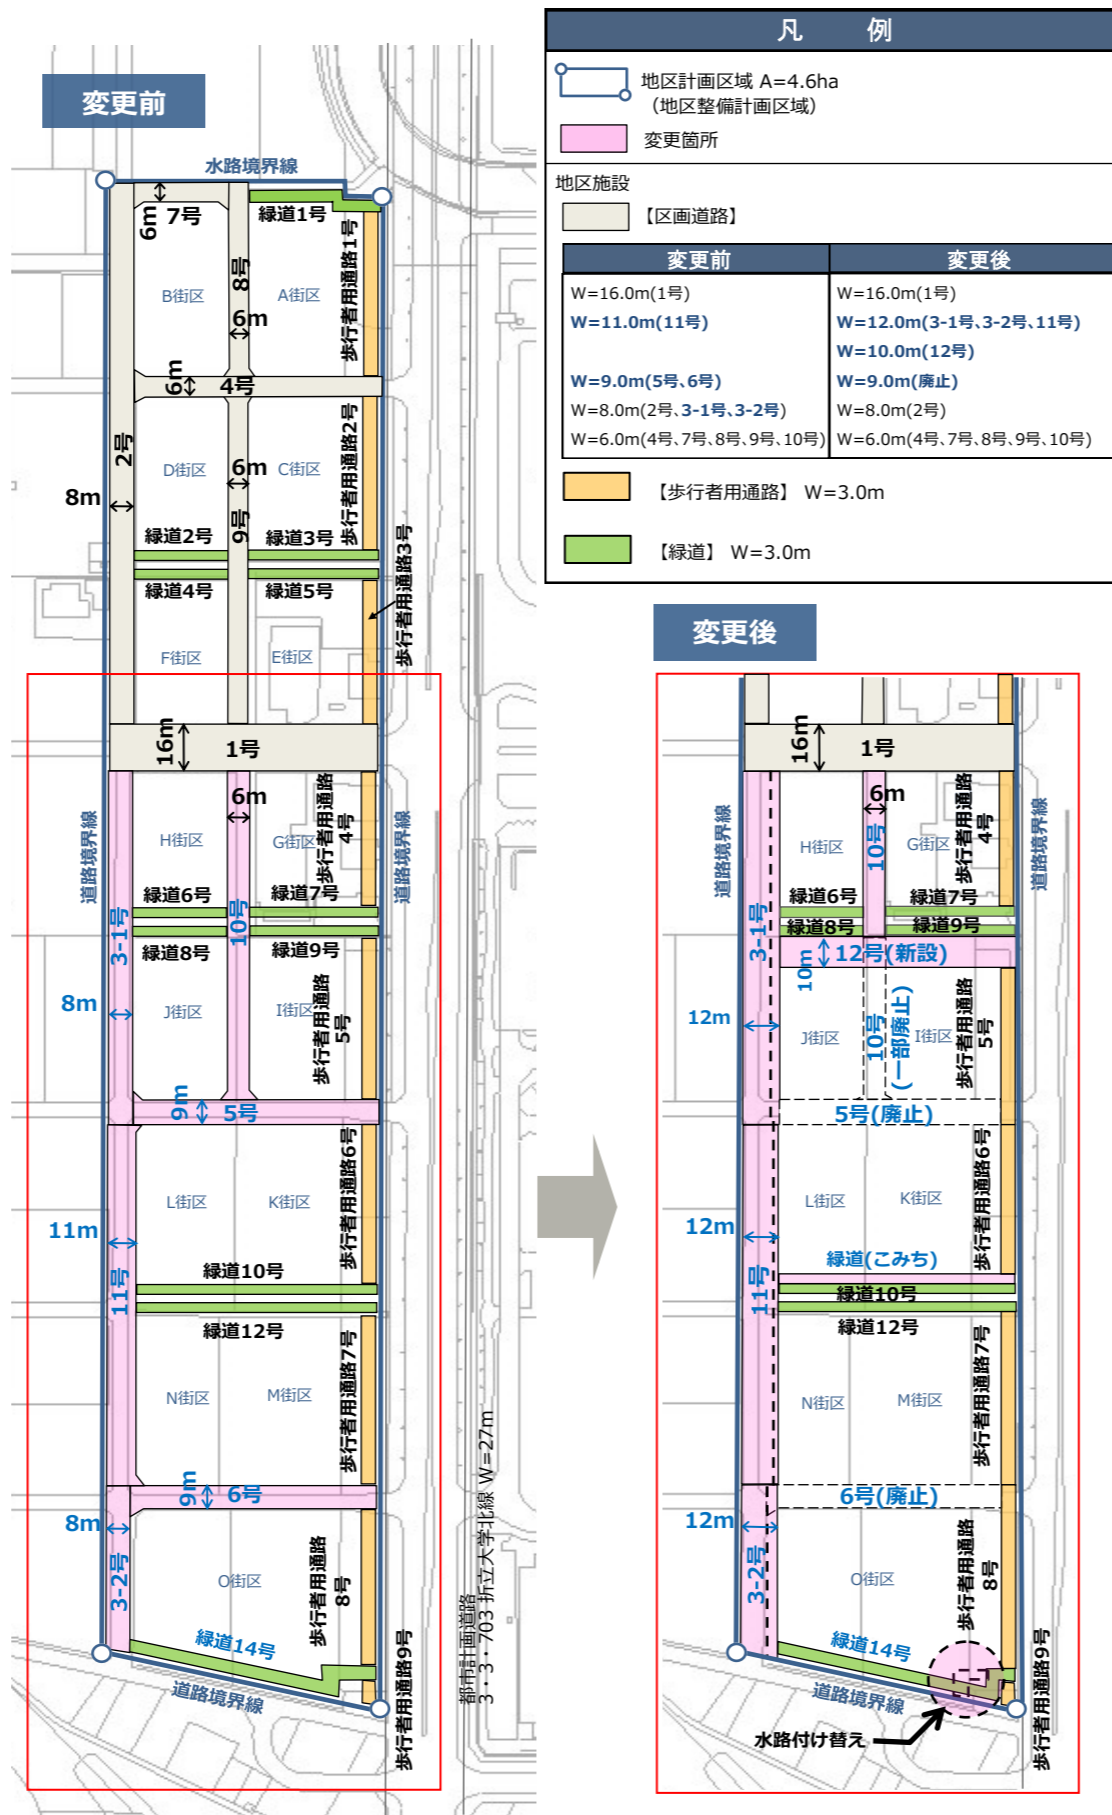 凡 例
地区計画区域 A=4.6ha
(地区整備計画区域)
変更箇所
地区施設
【区画道路】
変更前 変更後
W=16.0m(1号) W=16.0m(1号)
W=11.0m(11号) W=12.0m(3-1号、3-2号、11号)
W=10.0m(12号)
W=9.0m(5号、6号) W=9.0m(廃止)
W=8.0m(2号、3-1号、3-2号) W=8.0m(2号)
W=6.0m(4号、7号、8号、9号、10号) W=6.0m(4号、7号、8号、9号、10号)
【歩行者用通路】 W=3.0m
【緑道】 W=3.0m
変更前
水路境界線
6m
7号
緑道1号
8号
歩行者用通路1号
B街区
A街区
6m
6m
4号
2号
歩行者用通路2号
D街区
6m
C街区
8m
9号
緑道2号
緑道3号
緑道4号
緑道5号
歩行者用通路3号
F街区
E街区
16m
1号
道路境界線
6m
歩行者用通路
4号
道路境界線
H街区
G街区
緑道6号
緑道7号
3-1号
10号
緑道8号
緑道9号
8m
J街区
I街区
歩行者用通路
5号
9m
5号
歩行者用通路6号
L街区
K街区
11m
11号
緑道10号
緑道12号
歩行者用通路7号
N街区
M街区
9m
6号
8m
3-2号
O街区
歩行者用通路
8号
緑道14号
道路境界線
歩行者用通路9号
都市計画道路
3・3・703 折立大学北線 W=27m
変更後
16m
1号
道路境界線
6m
歩行者用通路
4号
道路境界線
H街区
10号
G街区
緑道6号
緑道7号
3-1号
緑道8号
緑道9号
10m
12号(新設)
12m
J街区
10号
(一部廃止)
I街区
歩行者用通路
5号
5号(廃止)
歩行者用通路6号
L街区
K街区
12m
11号
緑道(こみち)
緑道10号
緑道12号
歩行者用通路7号
N街区
M街区
6号(廃止)
12m
3-2号
O街区
歩行者用通路
8号
緑道14号
道路境界線
歩行者用通路9号
水路付け替え